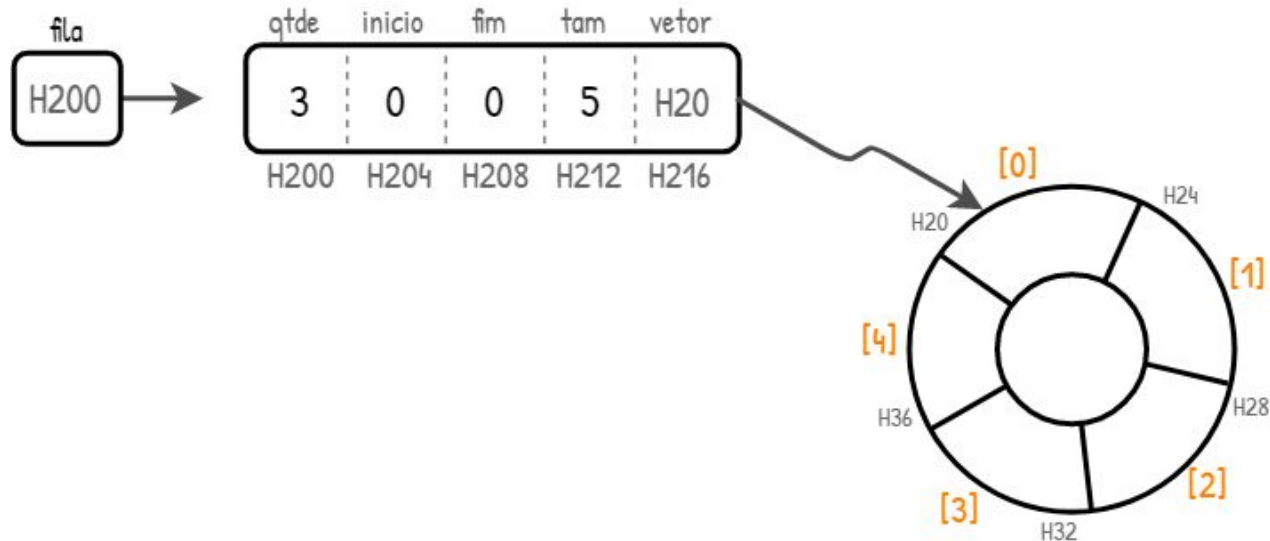 fila
H200
qtde inicio fim tam vetor
3 0 0 5 H20
H200 H204 H208 H212 H216
[0]
H20
H24
[1]
[4]
H36
H28
[3]
[2]
H32